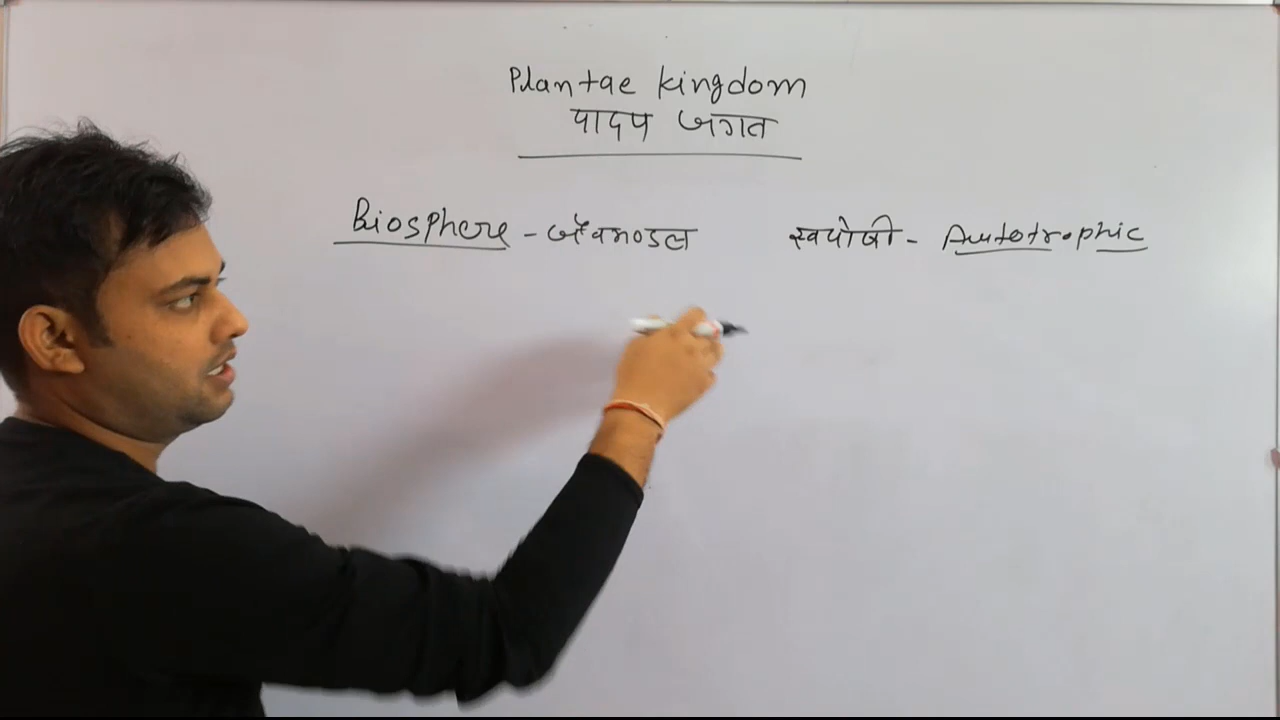 Plantae kingdom
पादप जगत
Biosphere - जैवमण्डल स्वपोषी - Autotrophic